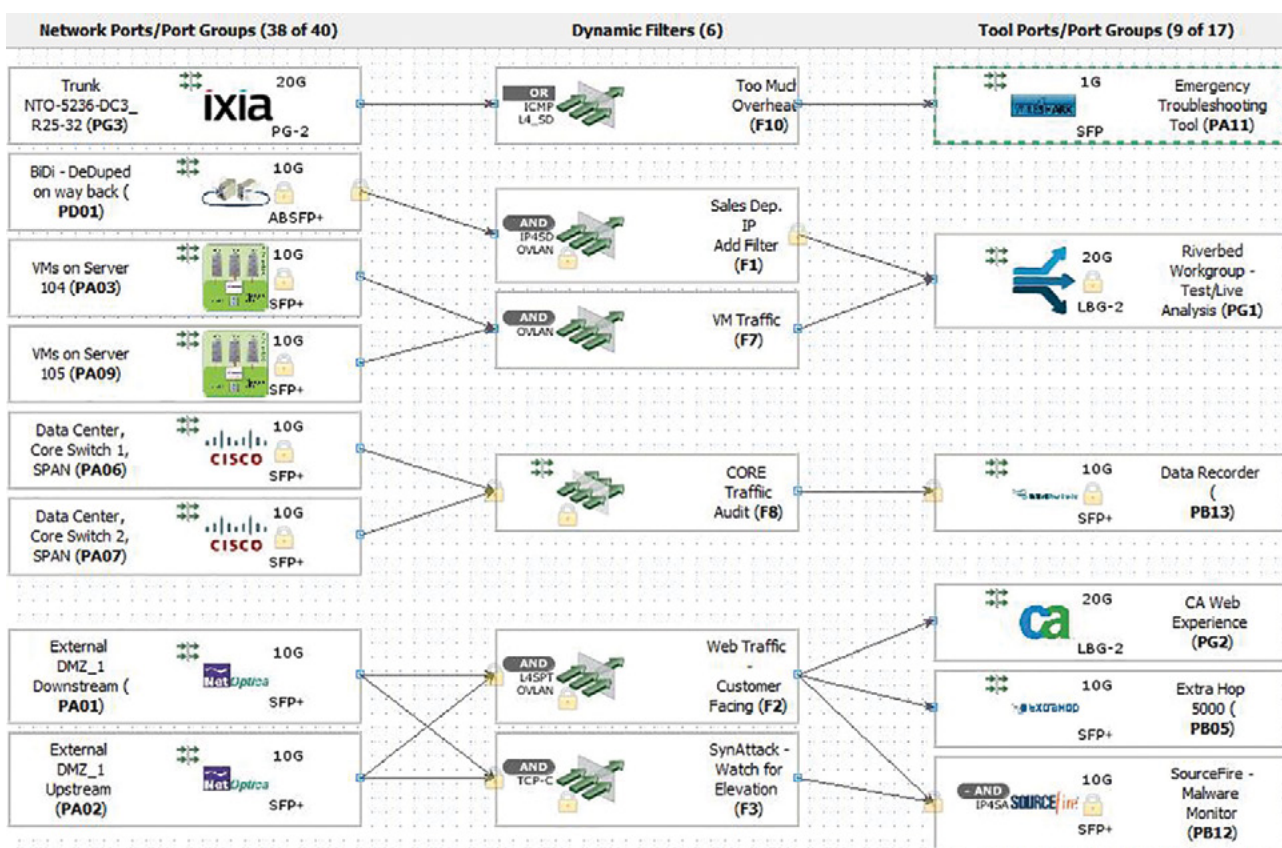 Network Ports/Port Groups (38 of 40)
Dynamic Filters (6)
Tool Ports/Port Groups (9 of 17)
Trunk
NTO-5236-DC3_
R25-32 (PG3)
ixia
20G
PG-2
OR
ICMP
L4_SD
Too Much
Overhead
(F10)
1G
SFP
Emergency
Troubleshooting
Tool (PA11)
BiDi - DeDuped
on way back (
PD01)
10G
ABSFP+
AND
IP4SD
OVLAN
Sales Dep.
IP
Add Filter
(F1)
VMs on Server
104 (PA03)
10G
SFP+
20G
LBG-2
Riverbed
Workgroup -
Test/Live
Analysis (PG1)
AND
OVLAN
VM Traffic
(F7)
VMs on Server
105 (PA09)
10G
SFP+
Data Center,
Core Switch 1,
SPAN (PA06)
CISCO
10G
SFP+
CORE
Traffic
Audit (F8)
10G
SFP+
Data Recorder
(
PB13)
Data Center,
Core Switch 2,
SPAN (PA07)
CISCO
10G
SFP+
20G
ca
LBG-2
CA Web
Experience
(PG2)
External
DMZ_1
Downstream (
PA01)
Net Optics
10G
SFP+
AND
L4SPT
OVLAN
Web Traffic
-
Customer
Facing (F2)
10G
EXTRAHOP
SFP+
Extra Hop
5000 (
PB05)
External
DMZ_1
Upstream
(PA02)
Net Optics
10G
SFP+
AND
TCP-C
SynAttack -
Watch for
Elevation
(F3)
- AND
IP4SA
SOURCEfire
10G
SFP+
SourceFire -
Malware
Monitor
(PB12)